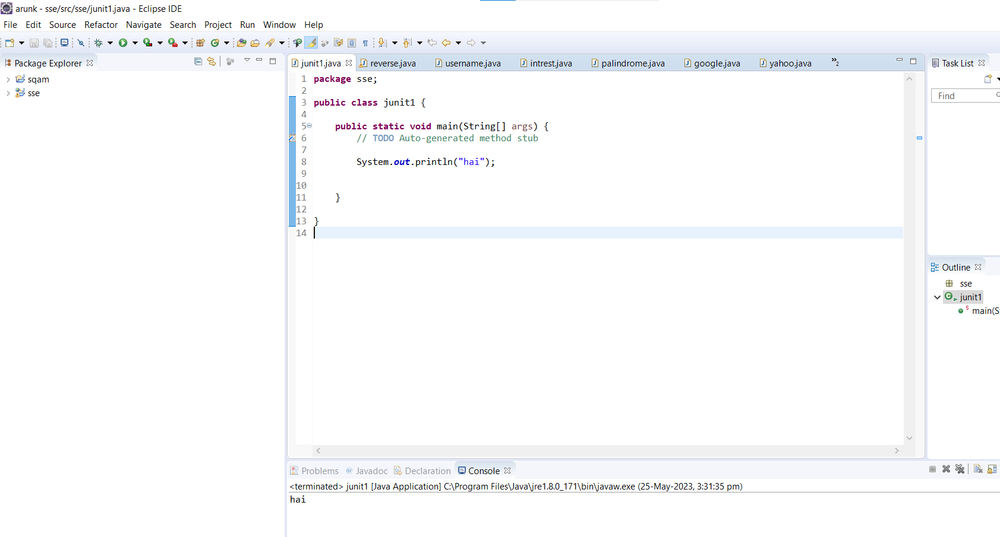 arunk - sse/src/sse/junit1.java - Eclipse IDE
File Edit Source Refactor Navigate Search Project Run Window Help
Package Explorer
sqam
sse
junit1.java reverse.java username.java intrest.java palindrome.java google.java yahoo.java »2
1 package sse;
2
3 public class junit1 {
4
5 public static void main(String[] args) {
6 // TODO Auto-generated method stub
7
8 System.out.println("hai");
9
10
11 }
12
13 }
14
Task List
Find
Outline
sse
junit1
main(S
Problems @ Javadoc Declaration Console
<terminated> junit1 [Java Application] C:\Program Files\Java\jre1.8.0_171\bin\javaw.exe (25-May-2023, 3:31:35 pm)
hai